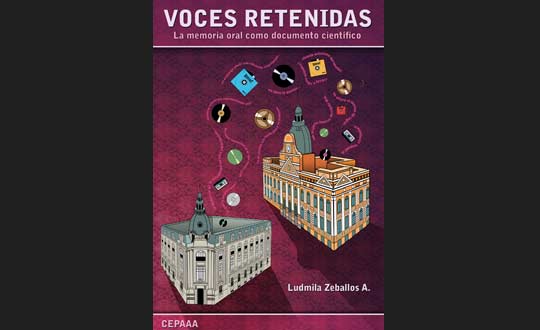 VOCES RETENIDAS
La memoria oral como documento científico
Ludmila Zeballos A.
CEPAAA